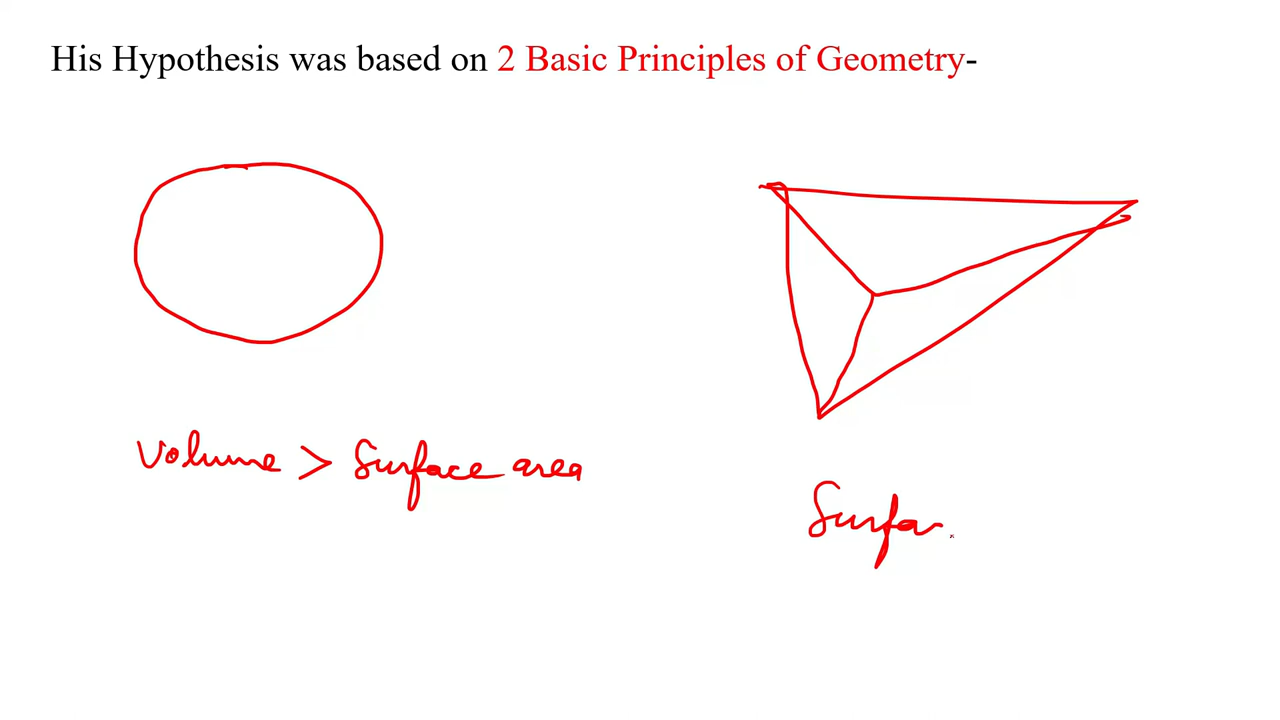 His Hypothesis was based on 2 Basic Principles of Geometry-
Volume > Surface area
Surfa